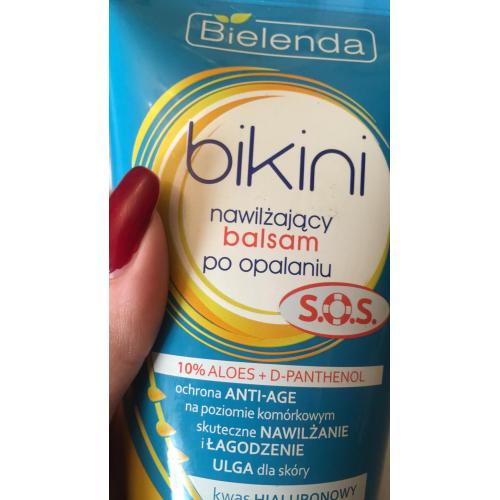 Bielenda
bikini
nawilżający
balsam
po opalaniu
S.O.S.
10% ALOES + D-PANTHENOL
ochrona ANTI-AGE
na poziomie komórkowym
skuteczne NAWILŻANIE
i ŁAGODZENIE
ULGA dla skóry
kwas HIALURONOWY